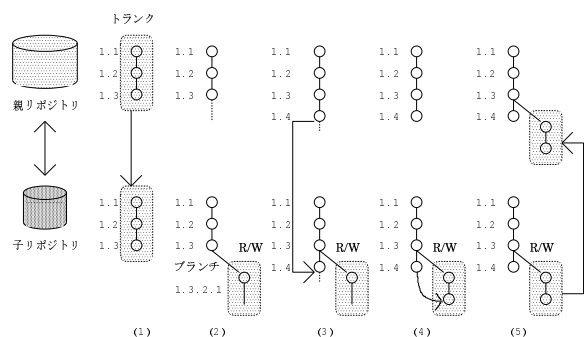 トランク
1.1 1.1 1.1 1.1 1.1
1.2 1.2 1.2 1.2 1.2
1.3 1.3 1.3 1.3 1.3
親リポジトリ
1.4 1.4
1.1 1.1 1.1 1.1 1.1
1.2 1.2 1.2 1.2 1.2
子リポジトリ
1.3 1.3 1.3 1.3 1.3
R/W R/W R/W R/W
ブランチ
1.4 1.4 1.4
1.3.2.1
(1) (2) (3) (4) (5)